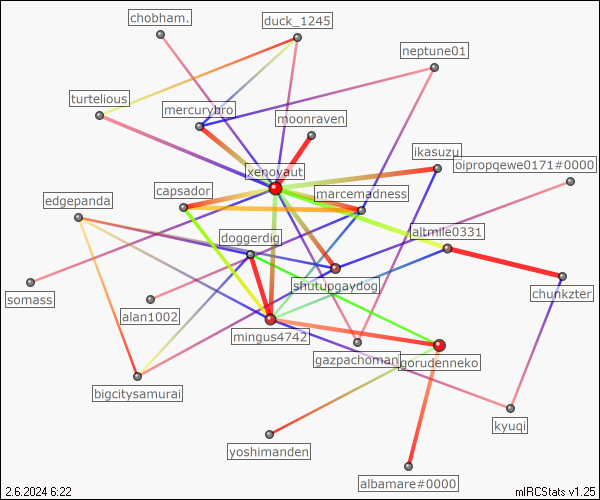 chobham.
duck_1245
neptune01
turtelious
mercurybro
moonraven
ikasuzu
oipropqewe0171#0000
xenovaut
capsador
marcemadness
edgepanda
doggerdig
altmile0331
shutupgaydog
chunkzter
somass
alan1002
mingus4742
gazpachoman
gorudenneko
bigcitysamurai
kyuqi
yoshimanden
albamare#0000
2.6.2024 6:22
mIRCStats v1.25